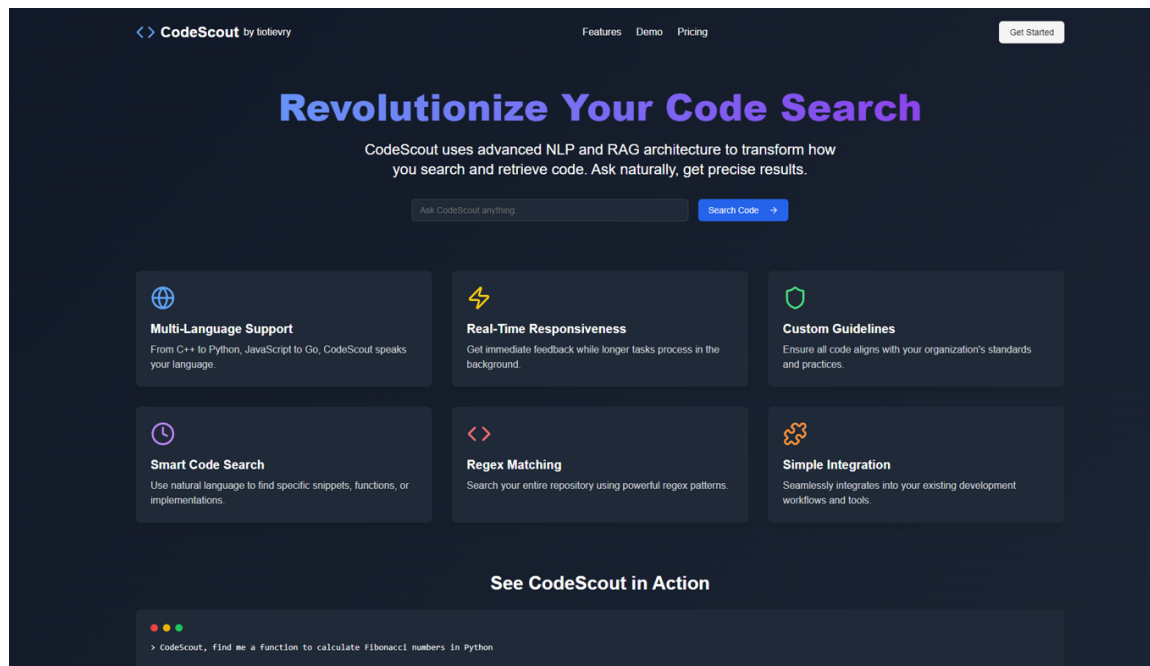 CodeScout by tiotievry
Features Demo Pricing
Get Started
Revolutionize Your Code Search
CodeScout uses advanced NLP and RAG architecture to transform how
you search and retrieve code. Ask naturally, get precise results.
Ask CodeScout anything...
Search Code →
Multi-Language Support
From C++ to Python, JavaScript to Go, CodeScout speaks
your language.
Real-Time Responsiveness
Get immediate feedback while longer tasks process in the
background.
Custom Guidelines
Ensure all code aligns with your organization's standards
and practices.
Smart Code Search
Use natural language to find specific snippets, functions, or
implementations.
Regex Matching
Search your entire repository using powerful regex patterns.
Simple Integration
Seamlessly integrates into your existing development
workflows and tools.
See CodeScout in Action
> CodeScout, find me a function to calculate Fibonacci numbers in Python